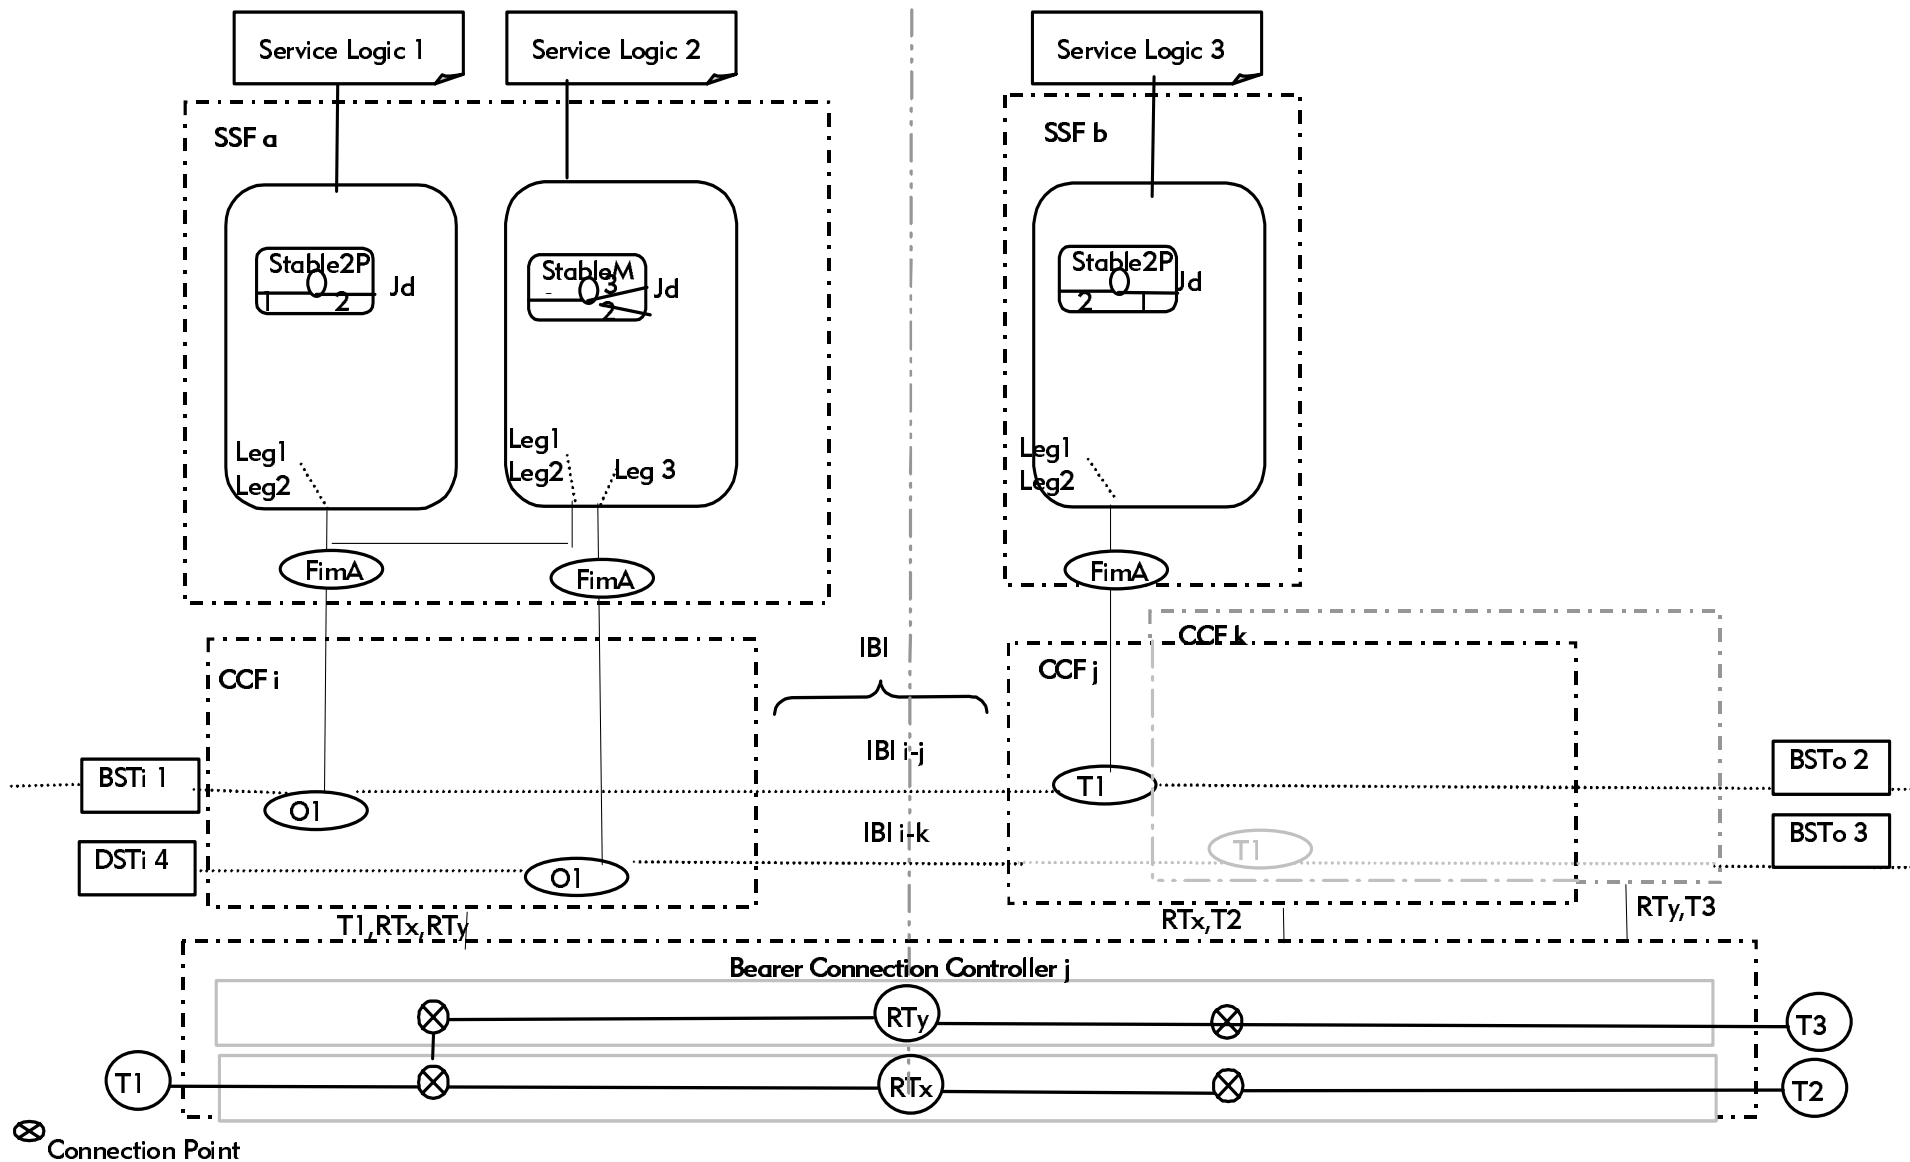 Service Logic 1
Service Logic 2
Service Logic 3
SSF a
SSF b
Stable2P
1
2
Jd
StableM
-
3
2
Jd
Stable2P
2
1
Jd
Leg1
Leg2
Leg1
Leg2
Leg 3
Leg1
Leg2
FimA
FimA
FimA
CCF i
IBI
CCF k
CCF j
BSTi 1
O1
IBI i-j
T1
BSTo 2
DSTi 4
O1
IBI i-k
T1
BSTo 3
T1,RTx,RTy
RTx,T2
RTy,T3
Bearer Connection Controller j
RTy
T3
T1
RTx
T2
Connection Point